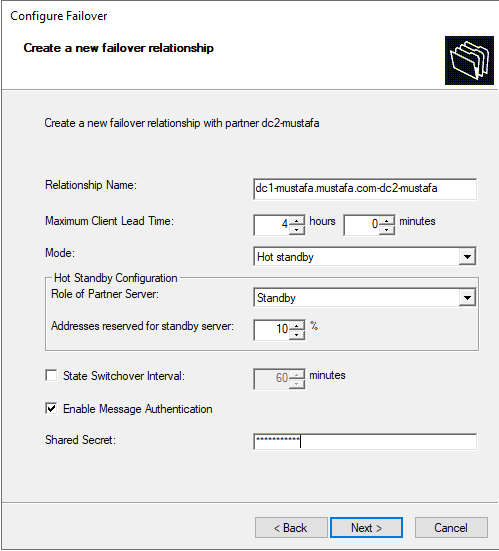 Configure Failover
Create a new failover relationship
Create a new failover relationship with partner dc2-mustafa
Relationship Name: dc1-mustafa.mustafa.com-dc2-mustafa
Maximum Client Lead Time: 4 hours 0 minutes
Mode: Hot standby
Hot Standby Configuration
Role of Partner Server: Standby
Addresses reserved for standby server: 10 %
State Switchover Interval: 60 minutes
Enable Message Authentication
Shared Secret: ***********
< Back Next > Cancel